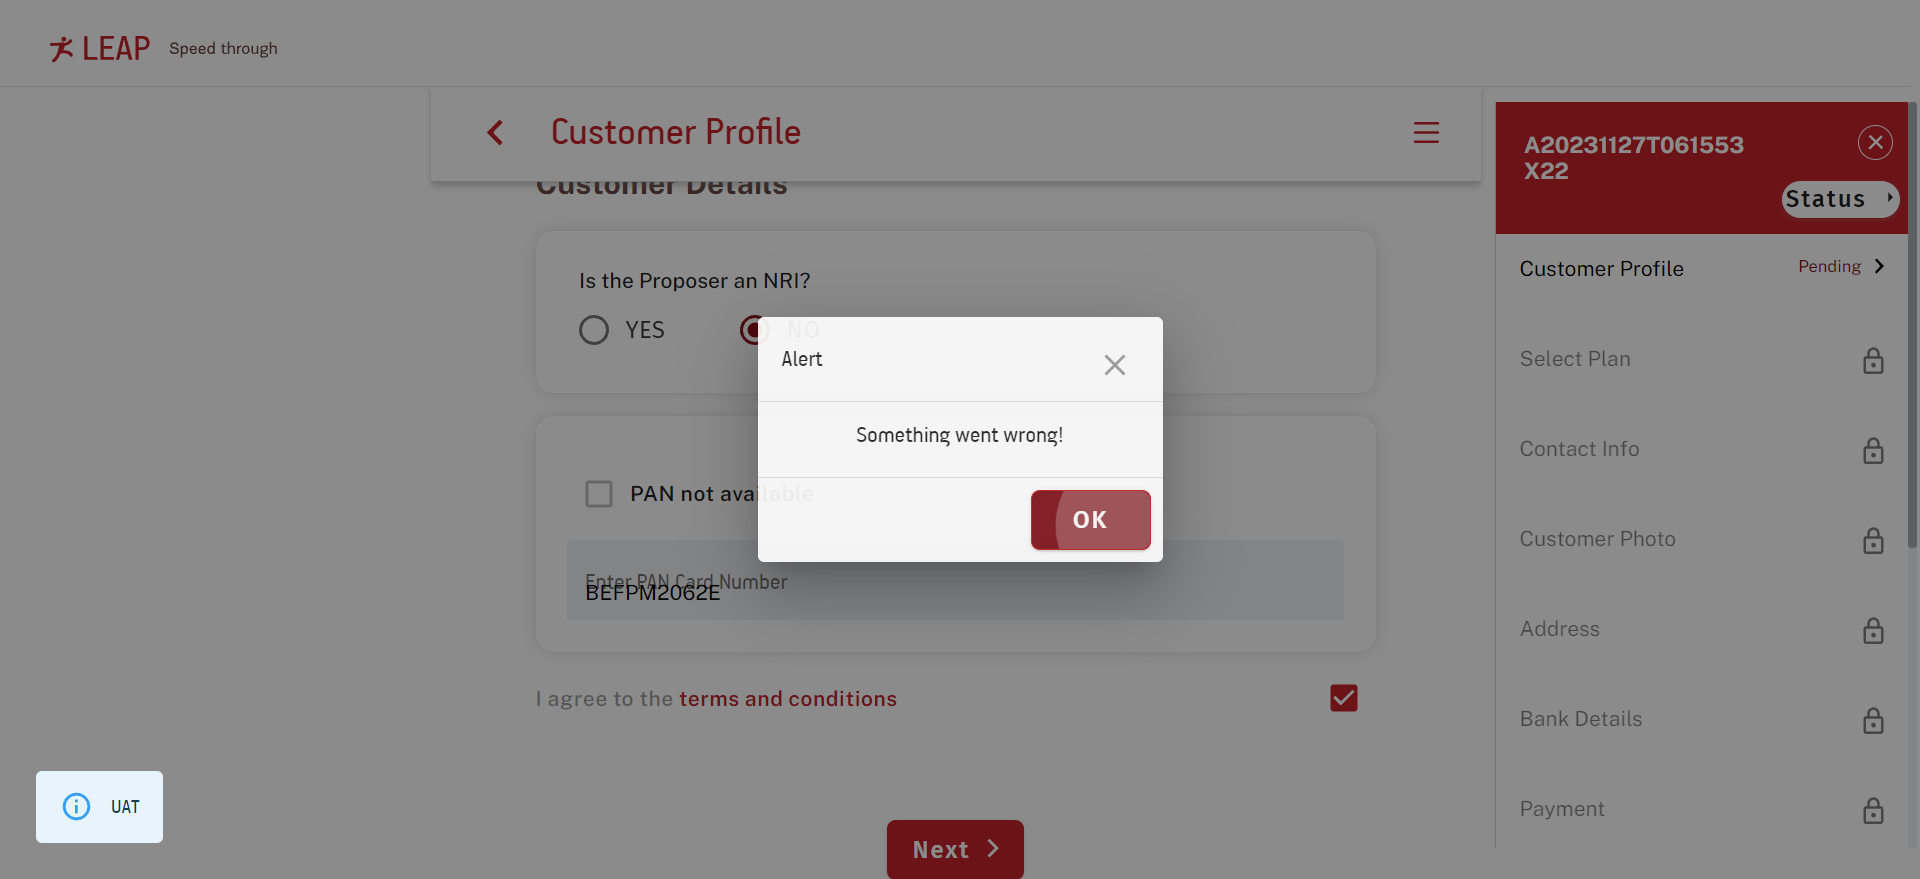 LEAP Speed through
Customer Profile
Customer Details
Is the Proposer an NRI?
YES
NO
PAN not available
Enter PAN Card Number
BEFPM2062E
I agree to the terms and conditions
Next
Alert
Something went wrong!
OK
UAT
A20231127T061553
X22
Status
Customer Profile Pending
Select Plan
Contact Info
Customer Photo
Address
Bank Details
Payment